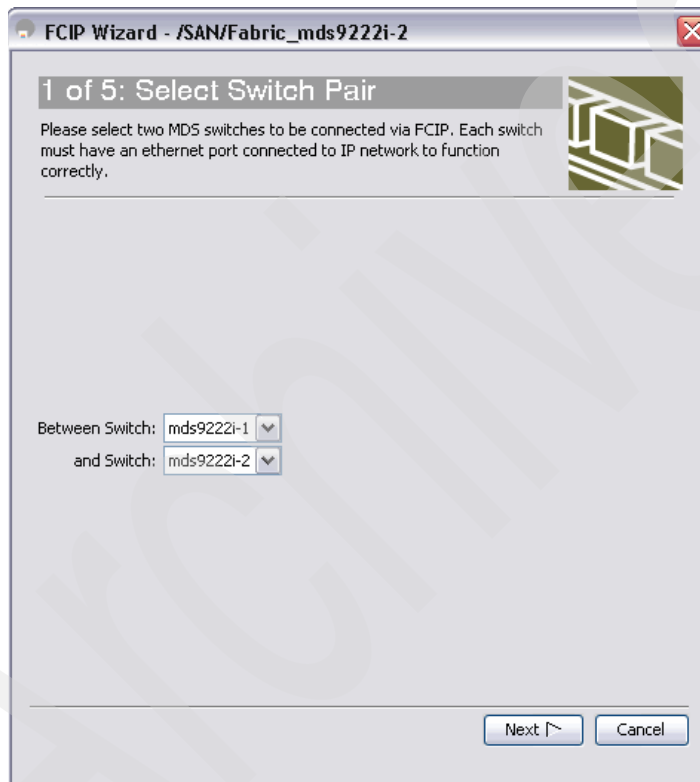 FCIP Wizard - /SAN/Fabric_mds9222i-2
1 of 5: Select Switch Pair
Please select two MDS switches to be connected via FCIP. Each switch
must have an ethernet port connected to IP network to function
correctly.
Between Switch: mds9222i-1
and Switch: mds9222i-2
Next Cancel